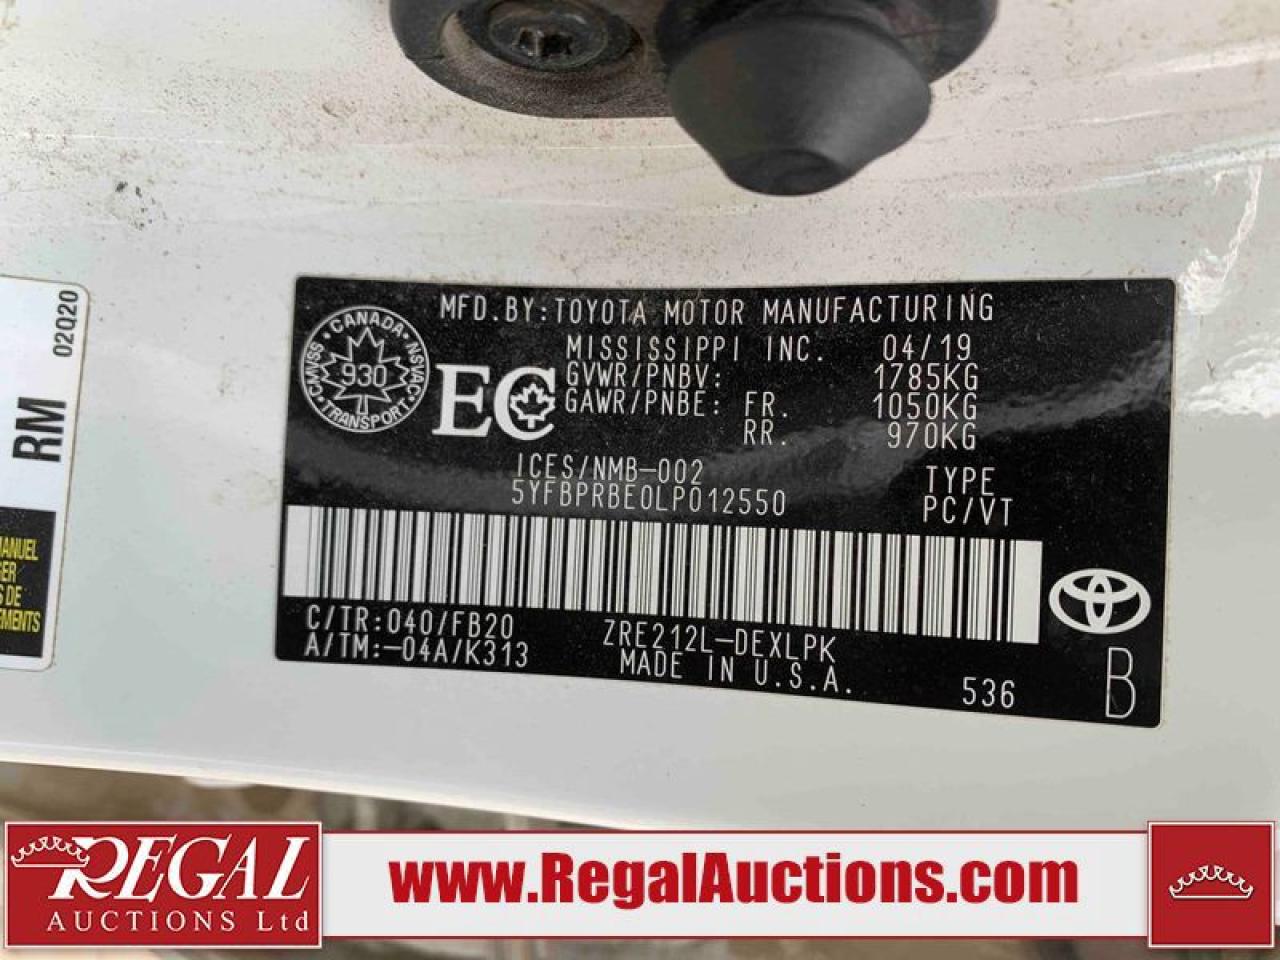 MFD.BY:TOYOTA MOTOR MANUFACTURING
MISSISSIPPI INC. 04/19
GVWR/PNBV: 1785KG
GAWR/PNBE: FR. 1050KG
RR. 970KG
CANADA
CMVSS NSVAC
930
TRANSPORT
EC
ICES/NMB-002
5YFBPRBE0LP012550
TYPE
PC/VT
C/TR:040/FB20
A/TM:-04A/K313
ZRE212L-DEXLPK
MADE IN U.S.A.
536
B
RM
02Q20
MANUEL
S DE
REGAL
AUCTIONS Ltd
www.RegalAuctions.com